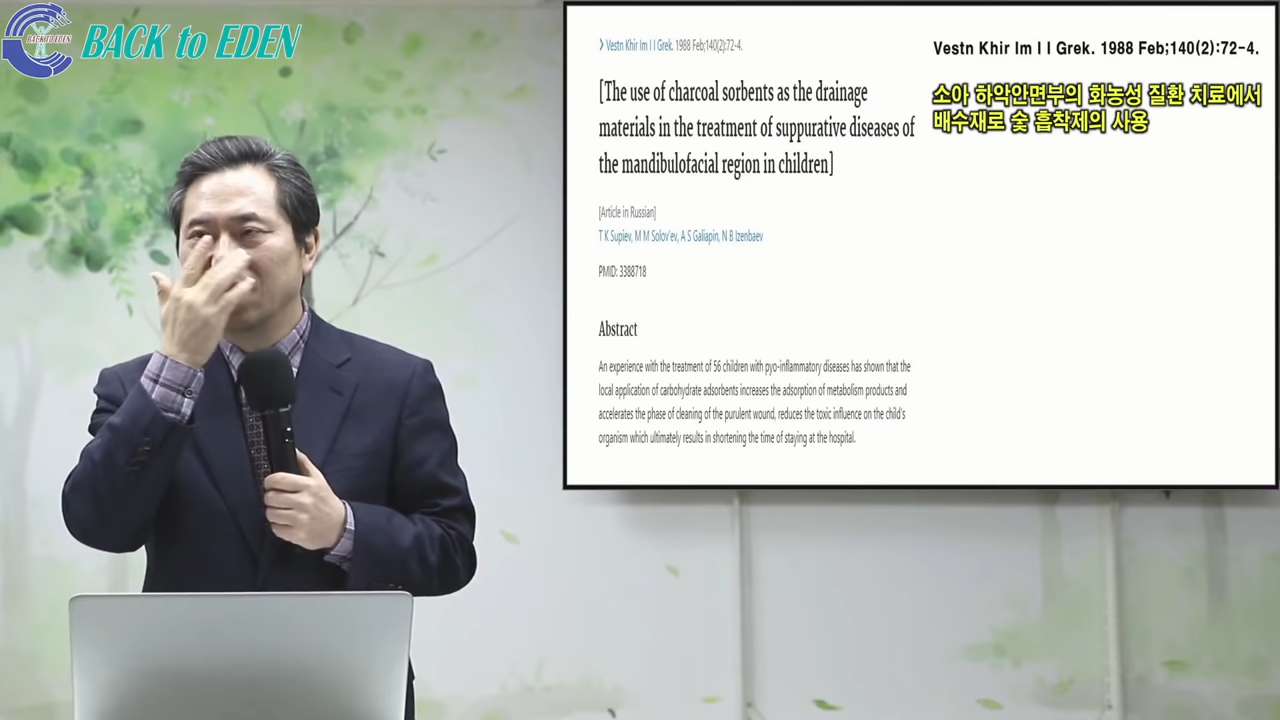 BACK to EDEN
BACK TO EDEN
> Vestn Khir Im I I Grek. 1988 Feb;140(2):72-4.
[The use of charcoal sorbents as the drainage
materials in the treatment of suppurative diseases of
the mandibulofacial region in children]
[Article in Russian]
T K Supiev, M M Solov'ev, A S Galiapin, N B Izenbaev
PMID: 3388718
Abstract
An experience with the treatment of 56 children with pyo-inflammatory diseases has shown that the
local application of carbohydrate adsorbents increases the adsorption of metabolism products and
accelerates the phase of cleaning of the purulent wound, reduces the toxic influence on the child's
organism which ultimately results in shortening the time of staying at the hospital.
Vestn Khir Im I I Grek. 1988 Feb;140(2):72-4.
소아 하악안면부의 화농성 질환 치료에서
배수재로 숯 흡착제의 사용